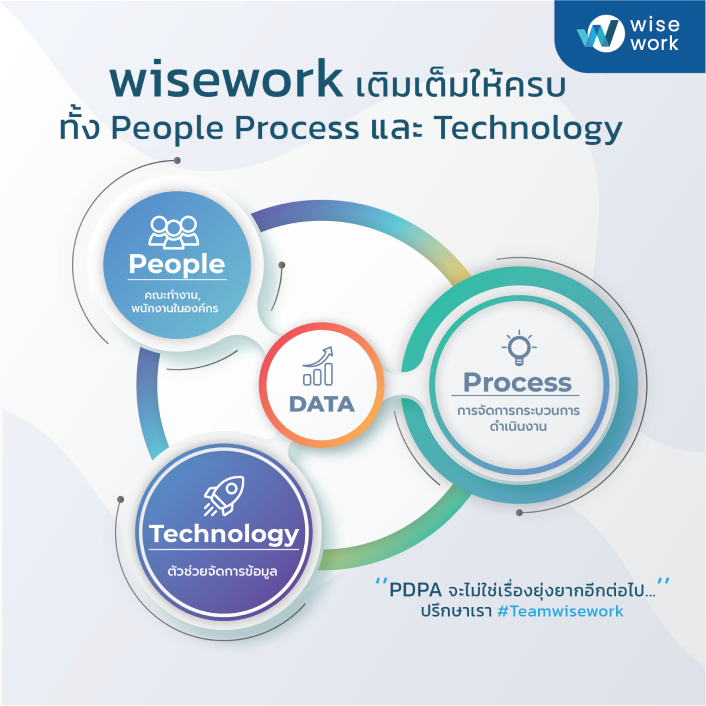 wise
work
wisework เติมเต็มให้ครบ
ทั้ง People Process และ Technology
People
คณะทำงาน,
พนักงานในองค์กร
DATA
Process
การจัดการกระบวนการ
ดำเนินงาน
Technology
ตัวช่วยจัดการข้อมูล
''PDPA จะไม่ใช่เรื่องยุ่งยากอีกต่อไป...''
ปรึกษาเรา #Teamwisework